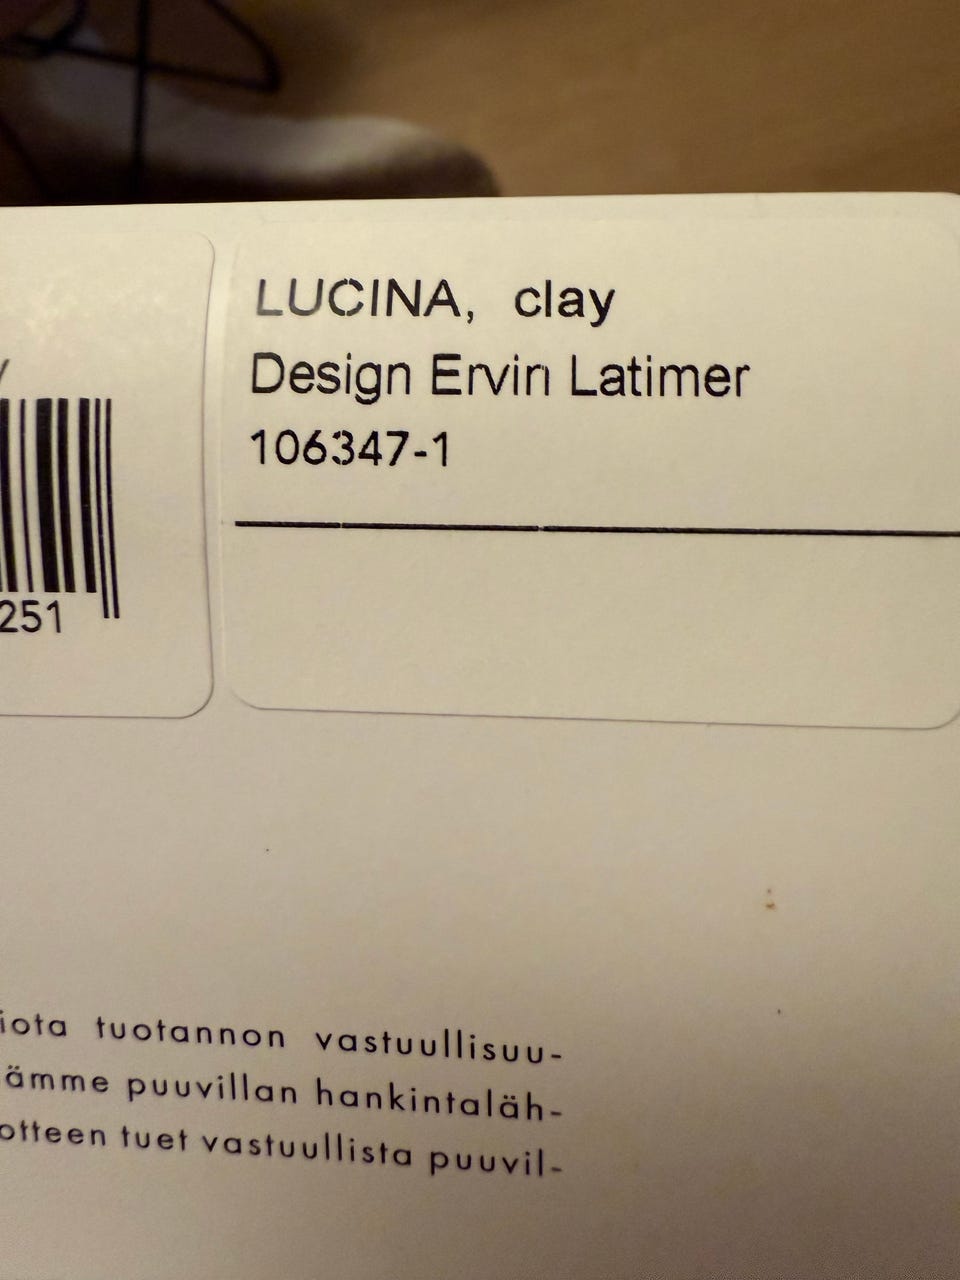 LUCINA, clay
Design Ervin Latimer
106347-1
251
iota tuotannon vastuullisuu-
ämme puuvillan hankintaläh-
otteen tuet vastuullista puuvil-